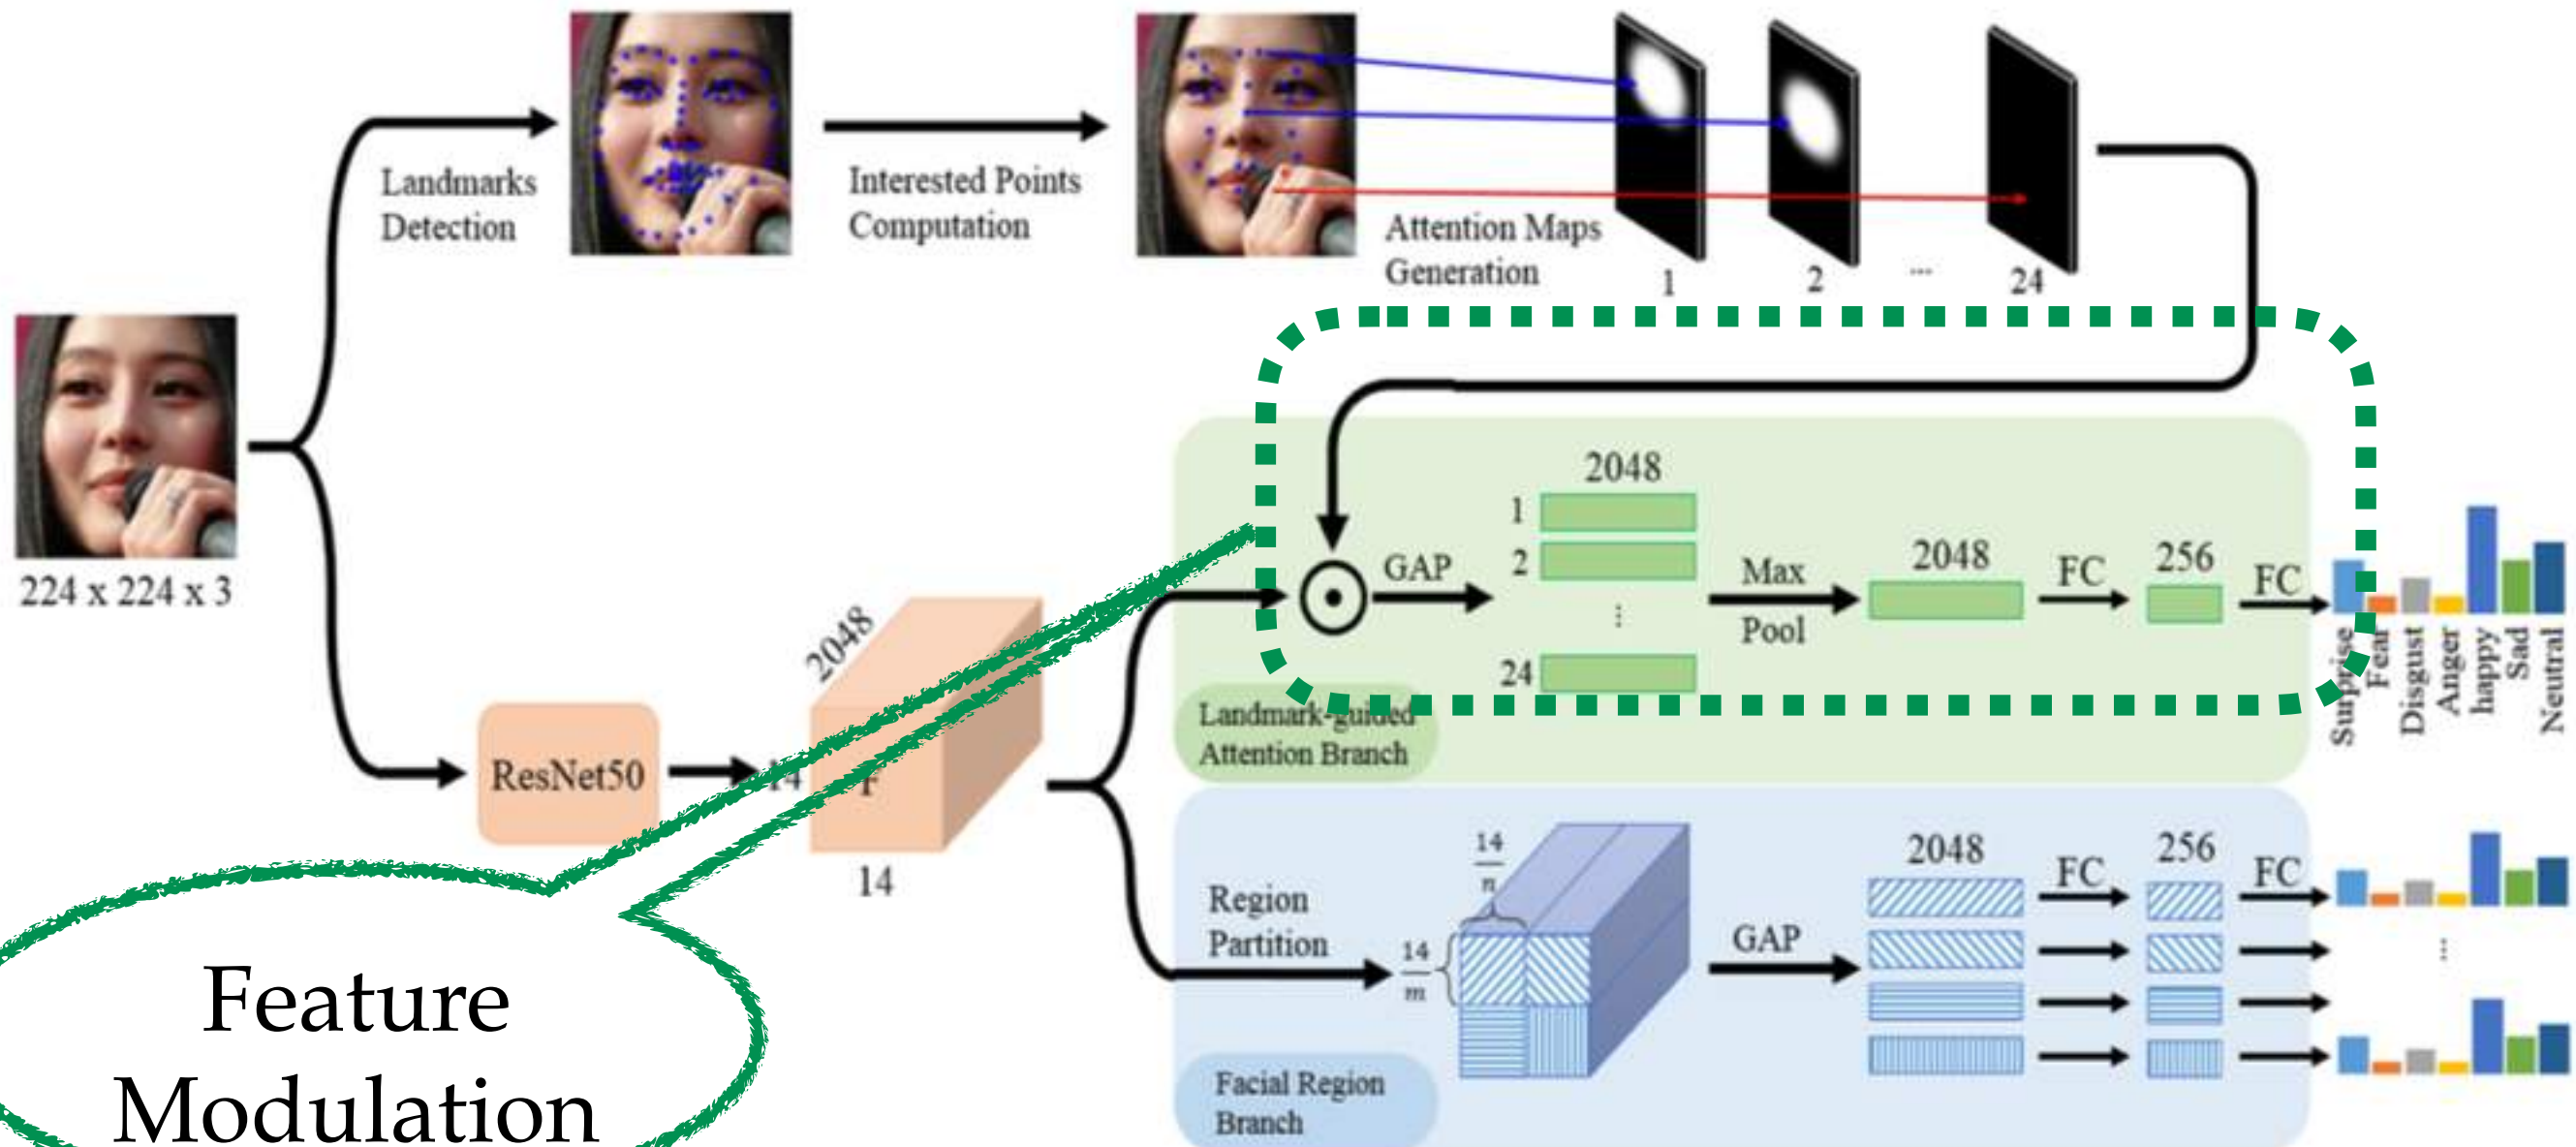 Landmarks
Detection
Interested Points
Computation
Attention Maps
Generation
1
2
...
24
224 x 224 x 3
ResNet50
14
2048
F
14
GAP
2048
1
2
⋮
24
Max
Pool
2048
FC
256
FC
Surprise
Fear
Disgust
Anger
happy
Sad
Neutral
Landmark-guided
Attention Branch
Region
Partition
14
n
14
m
GAP
2048
FC
256
FC
...
Facial Region
Branch
Feature
Modulation